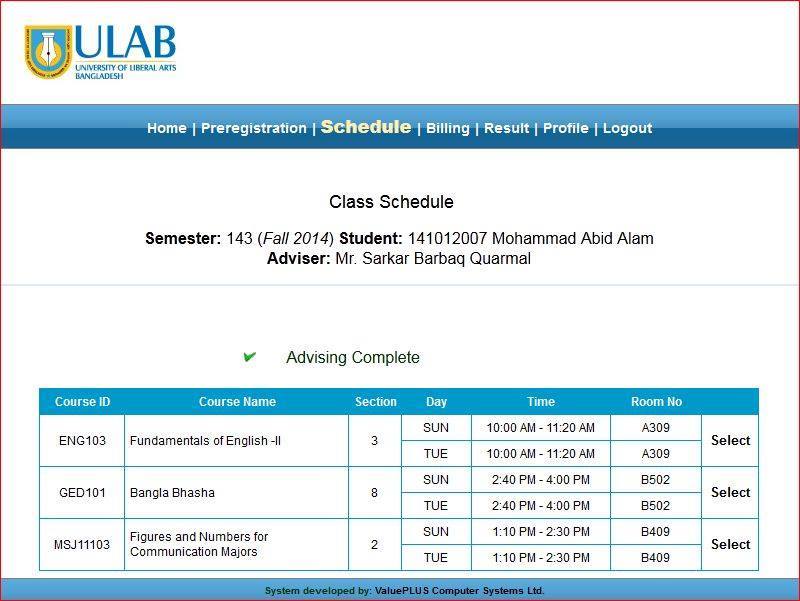 ULAB
UNIVERSITY OF LIBERAL ARTS
BANGLADESH
Home | Preregistration | Schedule | Billing | Result | Profile | Logout
Class Schedule
Semester: 143 (Fall 2014) Student: 141012007 Mohammad Abid Alam
Adviser: Mr. Sarkar Barbaq Quarmal
Advising Complete
Course ID Course Name Section Day Time Room No
ENG103 Fundamentals of English -II 3 SUN 10:00 AM - 11:20 AM A309 Select
TUE 10:00 AM - 11:20 AM A309
GED101 Bangla Bhasha 8 SUN 2:40 PM - 4:00 PM B502 Select
TUE 2:40 PM - 4:00 PM B502
MSJ11103 Figures and Numbers for Communication Majors 2 SUN 1:10 PM - 2:30 PM B409 Select
TUE 1:10 PM - 2:30 PM B409
System developed by: ValuePLUS Computer Systems Ltd.